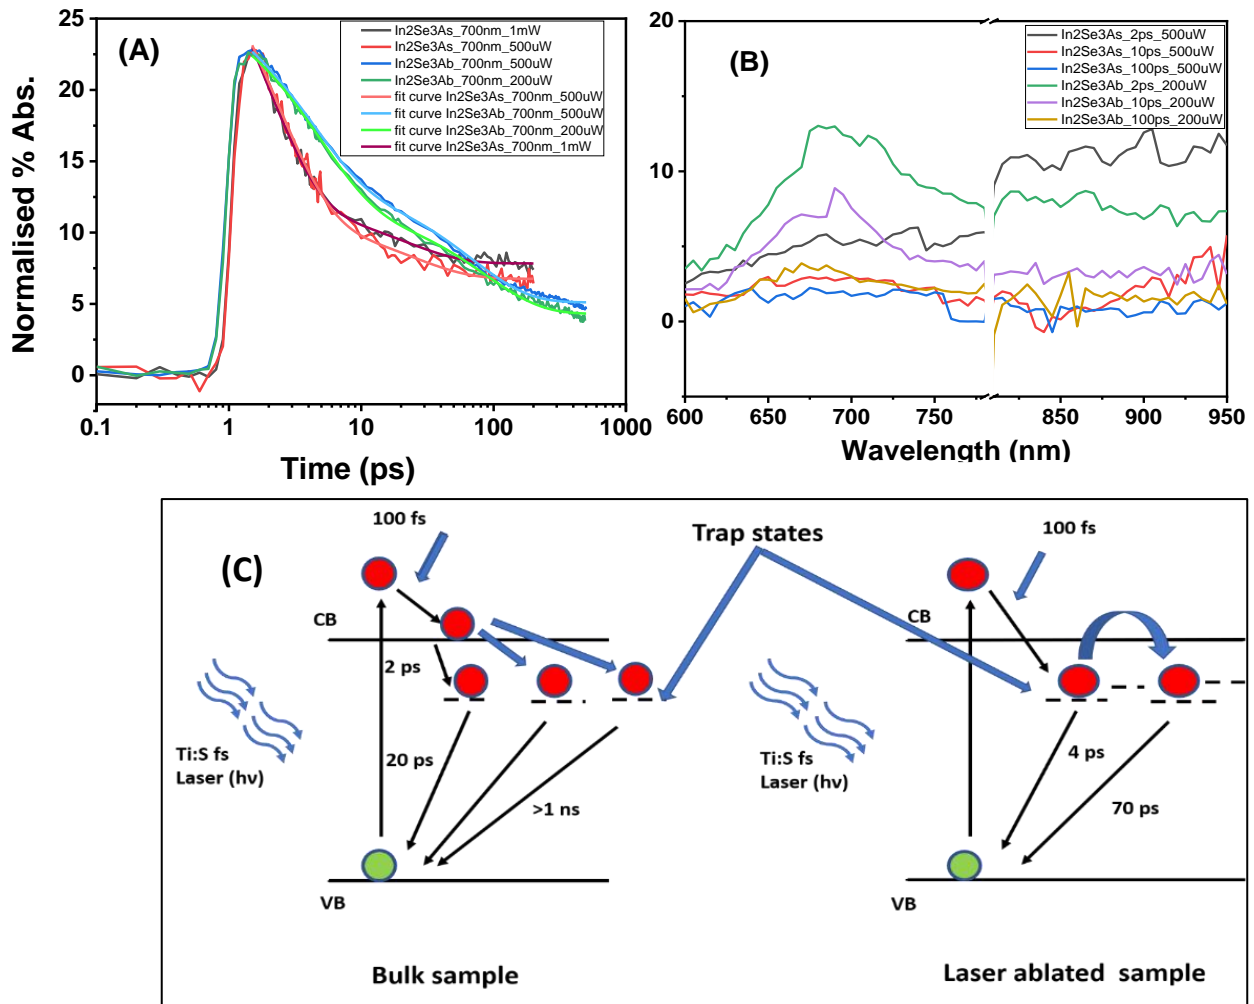 (A)
Normalised % Abs.
25
20
15
10
5
0
0.1 1 10 100 1000
Time (ps)
In2Se3As_700nm_1mW
In2Se3As_700nm_500uW
In2Se3Ab_700nm_500uW
In2Se3Ab_700nm_200uW
fit curve In2Se3As_700nm_500uW
fit curve In2Se3Ab_700nm_500uW
fit curve In2Se3Ab_700nm_200uW
fit curve In2Se3As_700nm_1mW
(B)
20
10
0
600 650 700 750 850 900 950
Wavelength (nm)
In2Se3As_2ps_500uW
In2Se3As_10ps_500uW
In2Se3As_100ps_500uW
In2Se3Ab_2ps_200uW
In2Se3Ab_10ps_200uW
In2Se3Ab_100ps_200uW
(C)
100 fs
CB
2 ps
20 ps
>1 ns
Ti:S fs
Laser (hν)
VB
Bulk sample
Trap states
100 fs
CB
4 ps
70 ps
Ti:S fs
Laser (hν)
VB
Laser ablated sample